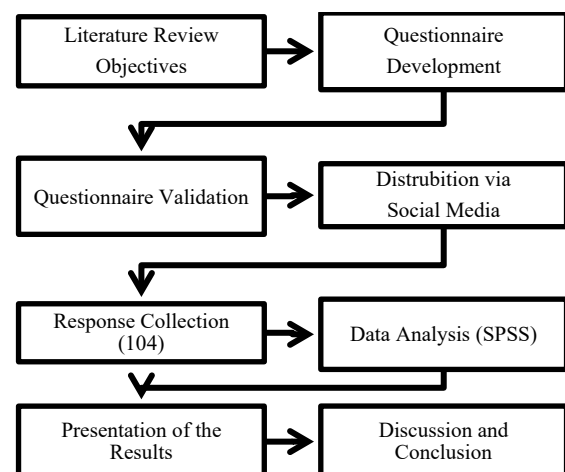 Literature Review
Objectives
Questionnaire
Development
Questionnaire Validation
Distrubition via
Social Media
Response Collection
(104)
Data Analysis (SPSS)
Presentation of the
Results
Discussion and
Conclusion